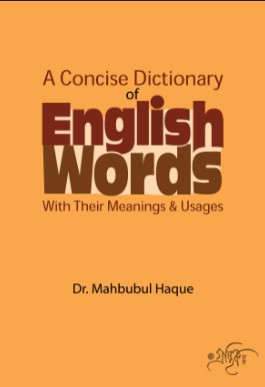 A Concise Dictionary
of
English
Words
With Their Meanings & Usages
Dr. Mahbubul Haque